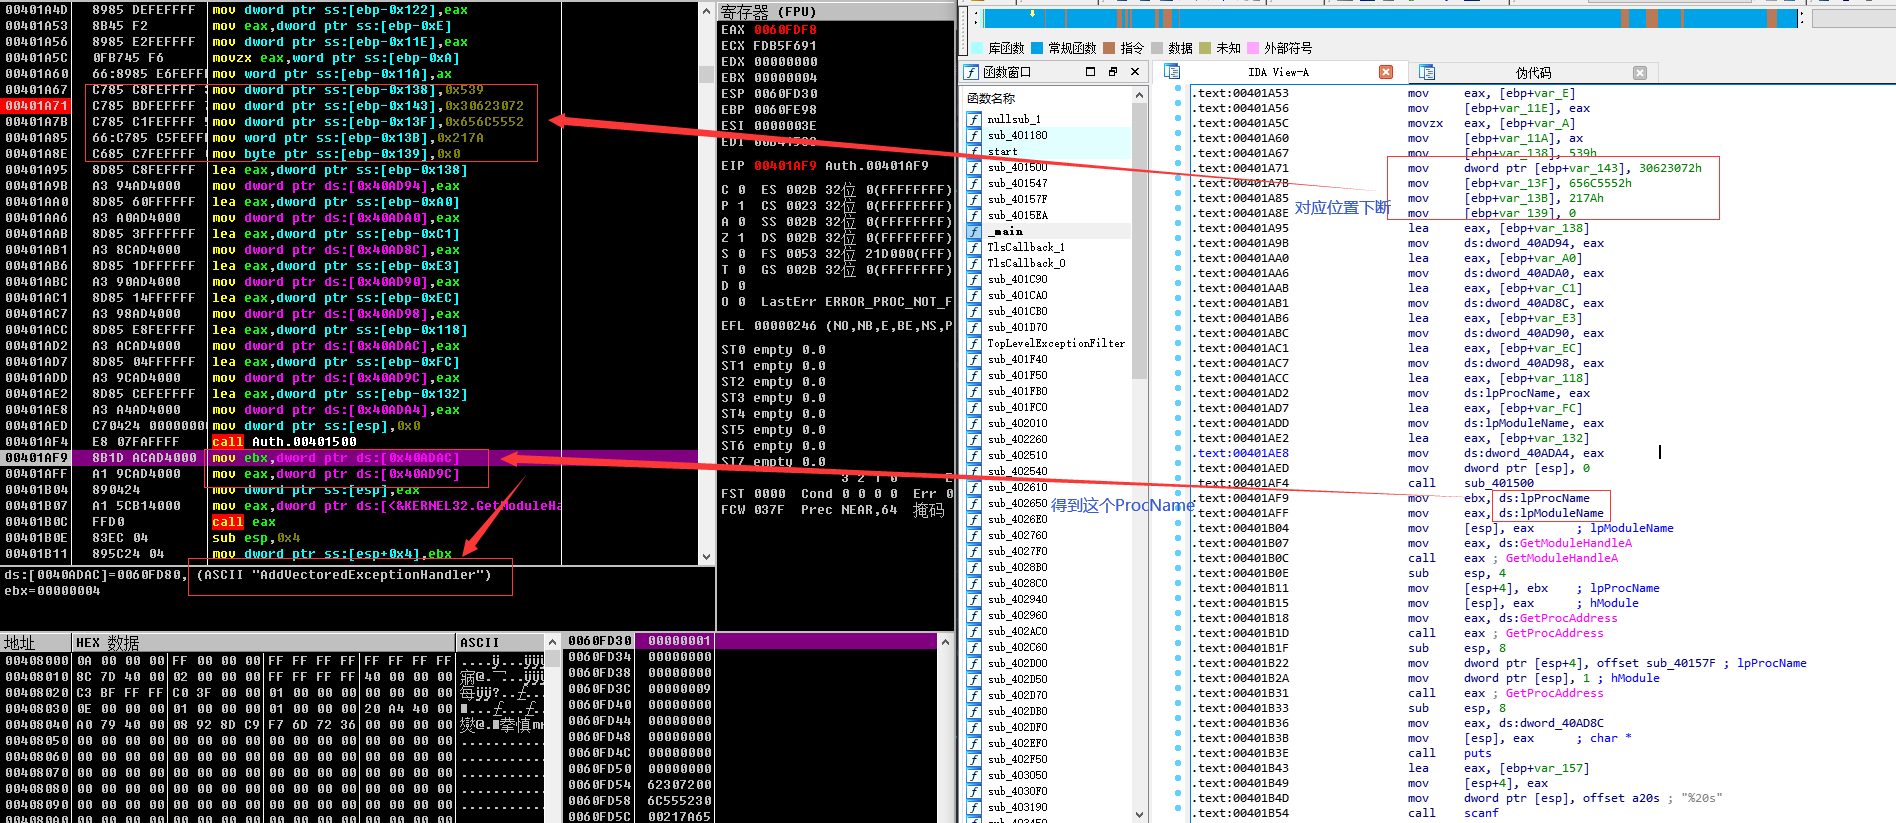 00401A4D 8985 DEFEFFFF mov dword ptr ss:[ebp-0x122],eax
00401A53 8B45 F2 mov eax,dword ptr ss:[ebp-0xE]
00401A56 8985 E2FEFFFF mov dword ptr ss:[ebp-0x11E],eax
00401A5C 0FB745 F6 movzx eax,word ptr ss:[ebp-0xA]
00401A60 66:8985 E6FEFF mov word ptr ss:[ebp-0x11A],ax
00401A67 C785 C8FEFFFF mov dword ptr ss:[ebp-0x138],0x539
00401A71 C785 BDFEFFFF mov dword ptr ss:[ebp-0x143],0x30623072
00401A7B C785 C1FEFFFF mov dword ptr ss:[ebp-0x13F],0x656C5552
00401A85 66:C785 C5FEFF mov word ptr ss:[ebp-0x13B],0x217A
00401A8E C685 C7FEFFFF mov byte ptr ss:[ebp-0x139],0x0
00401A95 8D85 C8FEFFFF lea eax,dword ptr ss:[ebp-0x138]
00401A9B A3 94AD4000 mov dword ptr ds:[0x40AD94],eax
00401AA0 8D85 60FFFFFF lea eax,dword ptr ss:[ebp-0xA0]
00401AA6 A3 A0AD4000 mov dword ptr ds:[0x40ADA0],eax
00401AAB 8D85 3FFFFFFF lea eax,dword ptr ss:[ebp-0xC1]
00401AB1 A3 8CAD4000 mov dword ptr ds:[0x40AD8C],eax
00401AB6 8D85 1DFFFFFF lea eax,dword ptr ss:[ebp-0xE3]
00401ABC A3 90AD4000 mov dword ptr ds:[0x40AD90],eax
00401AC1 8D85 14FFFFFF lea eax,dword ptr ss:[ebp-0xEC]
00401AC7 A3 98AD4000 mov dword ptr ds:[0x40AD98],eax
00401ACC 8D85 E8FEFFFF lea eax,dword ptr ss:[ebp-0x118]
00401AD2 A3 ACAD4000 mov dword ptr ds:[0x40ADAC],eax
00401AD7 8D85 04FFFFFF lea eax,dword ptr ss:[ebp-0xFC]
00401ADD A3 9CAD4000 mov dword ptr ds:[0x40AD9C],eax
00401AE2 8D85 CEFEFFFF lea eax,dword ptr ss:[ebp-0x132]
00401AE8 A3 A4AD4000 mov dword ptr ds:[0x40ADA4],eax
00401AED C70424 00000000 mov dword ptr ss:[esp],0x0
00401AF4 E8 07FAFFFF call Auth.00401500
00401AF9 8B1D ACAD4000 mov ebx,dword ptr ds:[0x40ADAC]
00401AFF A1 9CAD4000 mov eax,dword ptr ds:[0x40AD9C]
00401B04 890424 mov dword ptr ss:[esp],eax
00401B07 A1 5CB14000 mov eax,dword ptr ds:[<&KERNEL32.GetModuleHa
00401B0C FFD0 call eax
00401B0E 83EC 04 sub esp,0x4
00401B11 895C24 04 mov dword ptr ss:[esp+0x4],ebx
ds:[0040ADAC]=0060FD80, (ASCII "AddVectoredExceptionHandler")
ebx=00000004
寄存器 (FPU)
EAX 0060FDF8
ECX FDB5F691
EDX 00000000
EBX 00000004
ESP 0060FD30
EBP 0060FE98
ESI 0000003E
EIP 00401AF9 Auth.00401AF9
C 0 ES 002B 32位 0(FFFFFFFF)
P 1 CS 0023 32位 0(FFFFFFFF)
A 0 SS 002B 32位 0(FFFFFFFF)
Z 1 DS 002B 32位 0(FFFFFFFF)
S 0 FS 0053 32位 21D000(FFF)
T 0 GS 002B 32位 0(FFFFFFFF)
D 0
O 0 LastErr ERROR_PROC_NOT_F
EFL 00000246 (NO,NB,E,BE,NS,P
ST0 empty 0.0
ST1 empty 0.0
ST2 empty 0.0
ST3 empty 0.0
ST4 empty 0.0
ST5 empty 0.0
ST6 empty 0.0
ST7 empty 0.0
3 2 1 0 E
FST 0000 Cond 0 0 0 0 Err 0
FCW 037F Prec NEAR,64 掩码
地址 HEX 数据 ASCII
00408000 0A 00 00 00 FF 00 00 00 FF FF FF FF FF FF FF FF
00408010 8C 7D 40 00 02 00 00 00 FF FF FF FF 40 00 00 00
00408020 C3 BF FF FF C0 3F 00 00 01 00 00 00 00 00 00 00
00408030 0E 00 00 00 01 00 00 00 01 00 00 00 20 A4 40 00
00408040 A0 79 40 00 08 92 8D C9 F7 6D 72 36 00 00 00 00
00408050 00 00 00 00 00 00 00 00 00 00 00 00 00 00 00 00
00408060 00 00 00 00 00 00 00 00 00 00 00 00 00 00 00 00
00408070 00 00 00 00 00 00 00 00 00 00 00 00 00 00 00 00
00408080 00 00 00 00 00 00 00 00 00 00 00 00 00 00 00 00
00408090 00 00 00 00 00 00 00 00 00 00 00 00 00 00 00 00
0060FD30 00000001
0060FD34 00000000
0060FD38 00000000
0060FD3C 00000009
0060FD40 00000000
0060FD44 00000000
0060FD48 00000000
0060FD4C 00000000
0060FD50 00000000
0060FD54 62307200
0060FD58 6C555230
0060FD5C 00217A65
库函数 常规函数 指令 数据 未知 外部符号
函数窗口
函数名称
nullsub_1
sub_401180
start
sub_401500
sub_401547
sub_40157F
sub_4015EA
_main
TlsCallback_1
TlsCallback_0
sub_401C90
sub_401CA0
sub_401CB0
sub_401D70
TopLevelExceptionFilter
sub_401F40
sub_401F50
sub_401FB0
sub_401FC0
sub_402010
sub_402260
sub_402510
sub_402540
sub_402610
sub_402650
sub_4026E0
sub_402760
sub_4027F0
sub_4028B0
sub_4028C0
sub_402940
sub_402960
sub_402AC0
sub_402C60
sub_402D00
sub_402D50
sub_402D70
sub_402DB0
sub_402DF0
sub_402EF0
sub_402F50
sub_403050
sub_4030F0
sub_403190
IDA View-A
伪代码
.text:00401A53 mov eax, [ebp+var_E]
.text:00401A56 mov [ebp+var_11E], eax
.text:00401A5C movzx eax, [ebp+var_A]
.text:00401A60 mov [ebp+var_11A], ax
.text:00401A67 mov [ebp+var_138], 539h
.text:00401A71 mov dword ptr [ebp+var_143], 30623072h
.text:00401A7B mov [ebp+var_13F], 656C5552h
.text:00401A85 mov [ebp+var_13B], 217Ah
.text:00401A8E mov [ebp+var_139], 0
.text:00401A95 lea eax, [ebp+var_138]
.text:00401A9B mov ds:dword_40AD94, eax
.text:00401AA0 lea eax, [ebp+var_A0]
.text:00401AA6 mov ds:dword_40ADA0, eax
.text:00401AAB lea eax, [ebp+var_C1]
.text:00401AB1 mov ds:dword_40AD8C, eax
.text:00401AB6 lea eax, [ebp+var_E3]
.text:00401ABC mov ds:dword_40AD90, eax
.text:00401AC1 lea eax, [ebp+var_EC]
.text:00401AC7 mov ds:dword_40AD98, eax
.text:00401ACC lea eax, [ebp+var_118]
.text:00401AD2 mov ds:lpProcName, eax
.text:00401AD7 lea eax, [ebp+var_FC]
.text:00401ADD mov ds:lpModuleName, eax
.text:00401AE2 lea eax, [ebp+var_132]
.text:00401AE8 mov ds:dword_40ADA4, eax
.text:00401AED mov dword ptr [esp], 0
.text:00401AF4 call sub_401500
.text:00401AF9 mov ebx, ds:lpProcName
.text:00401AFF mov eax, ds:lpModuleName
.text:00401B04 mov [esp], eax ; lpModuleName
.text:00401B07 mov eax, ds:GetModuleHandleA
.text:00401B0C call eax ; GetModuleHandleA
.text:00401B0E sub esp, 4
.text:00401B11 mov [esp+4], ebx ; lpProcName
.text:00401B15 mov [esp], eax ; hModule
.text:00401B18 mov eax, ds:GetProcAddress
.text:00401B1D call eax ; GetProcAddress
.text:00401B1F sub esp, 8
.text:00401B22 mov dword ptr [esp+4], offset sub_40157F ; lpProcName
.text:00401B2A mov dword ptr [esp], 1 ; hModule
.text:00401B31 call eax ; GetProcAddress
.text:00401B33 sub esp, 8
.text:00401B36 mov eax, ds:dword_40AD8C
.text:00401B3B mov [esp], eax ; char *
.text:00401B3E call puts
.text:00401B43 lea eax, [ebp+var_157]
.text:00401B49 mov [esp+4], eax
.text:00401B4D mov dword ptr [esp], offset a20s ; "%20s"
.text:00401B54 call scanf
对应位置下断
得到这个ProcName